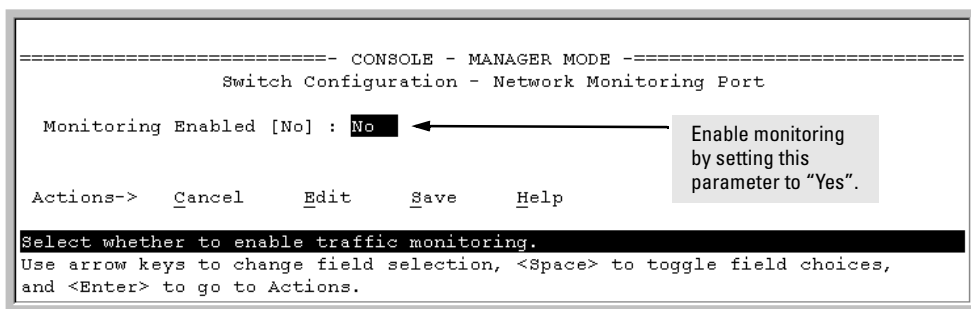 ==========================- CONSOLE - MANAGER MODE -============================
Switch Configuration - Network Monitoring Port
Monitoring Enabled [No] : No
Enable monitoring
by setting this
parameter to “Yes”.
Actions-> Cancel Edit Save Help
Select whether to enable traffic monitoring.
Use arrow keys to change field selection, <Space> to toggle field choices,
and <Enter> to go to Actions.